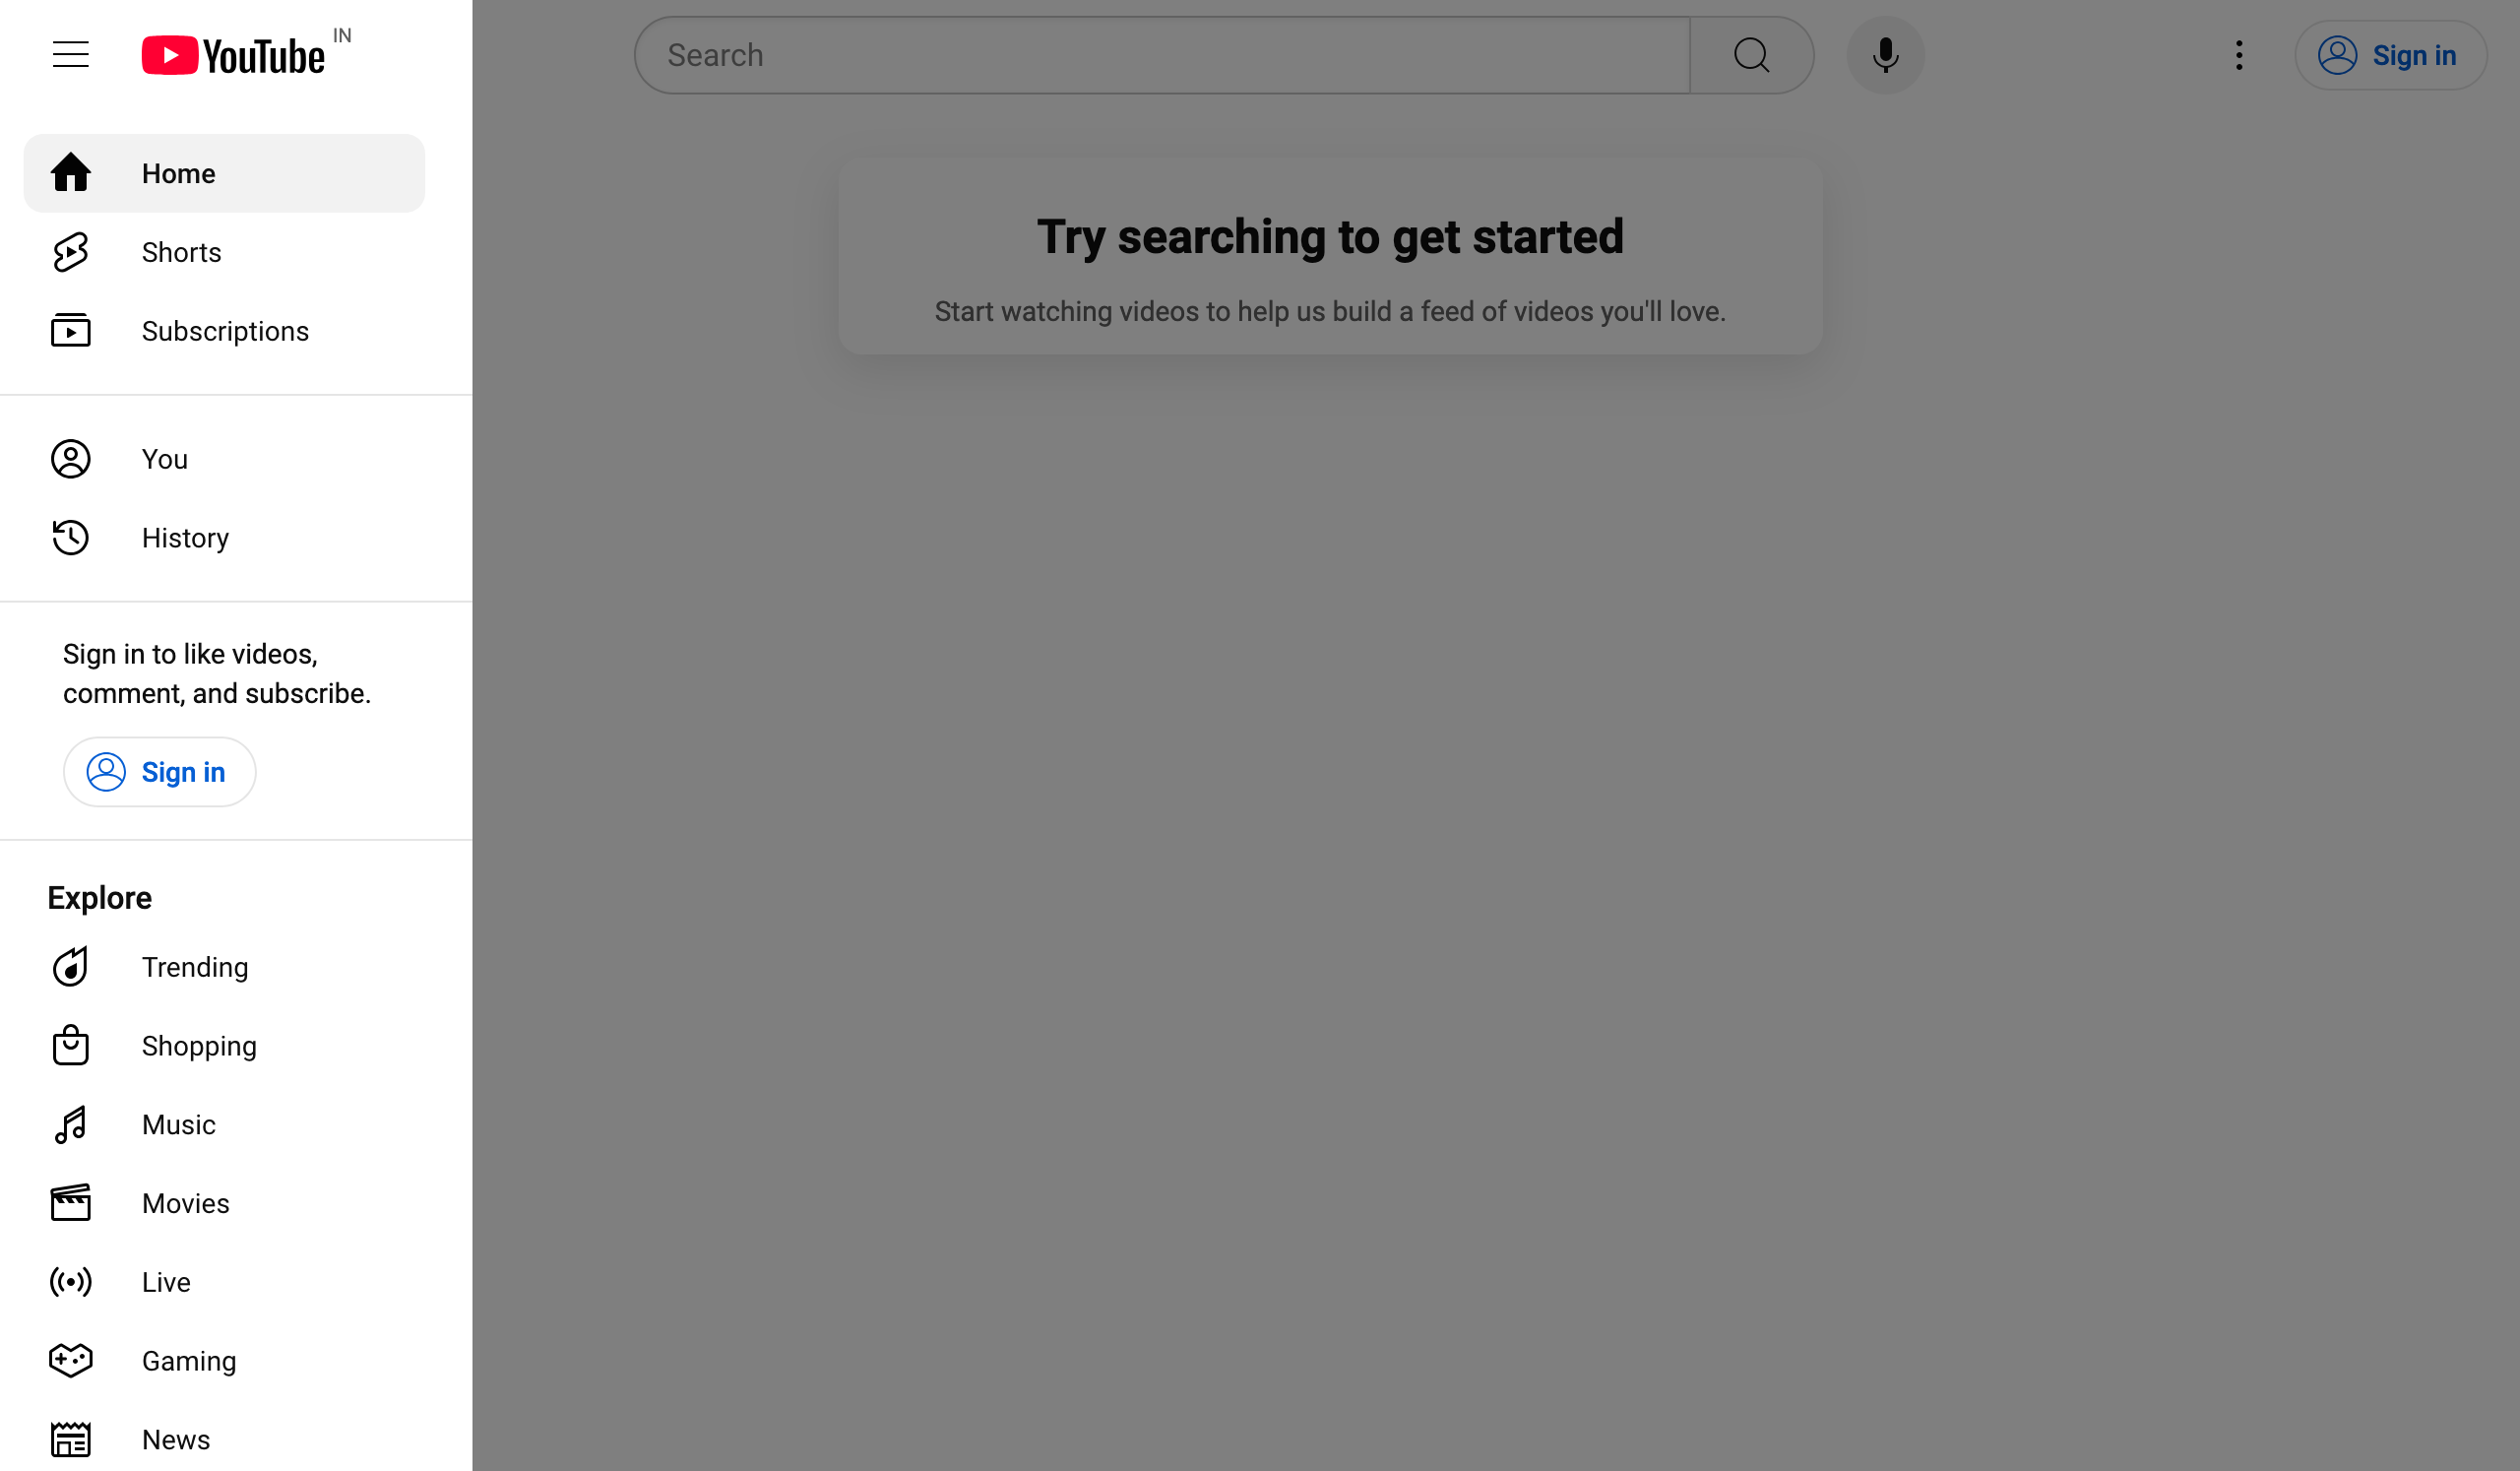 YouTube IN
Search
Sign in
Home
Shorts
Subscriptions
You
History
Sign in to like videos,
comment, and subscribe.
Sign in
Explore
Trending
Shopping
Music
Movies
Live
Gaming
News
Try searching to get started
Start watching videos to help us build a feed of videos you'll love.